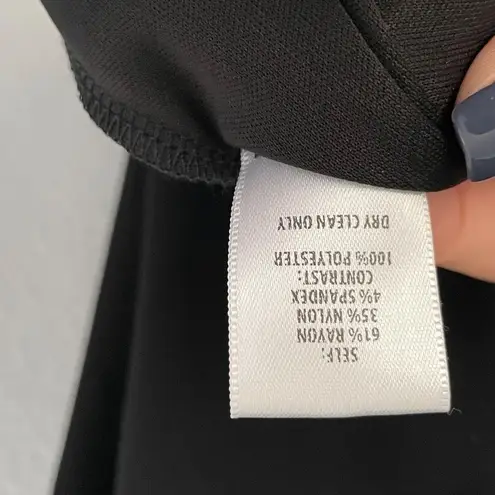 SELF:
61% RAYON
35% NYLON
4% SPANDEX
CONTRAST:
100% POLYESTER
DRY CLEAN ONLY